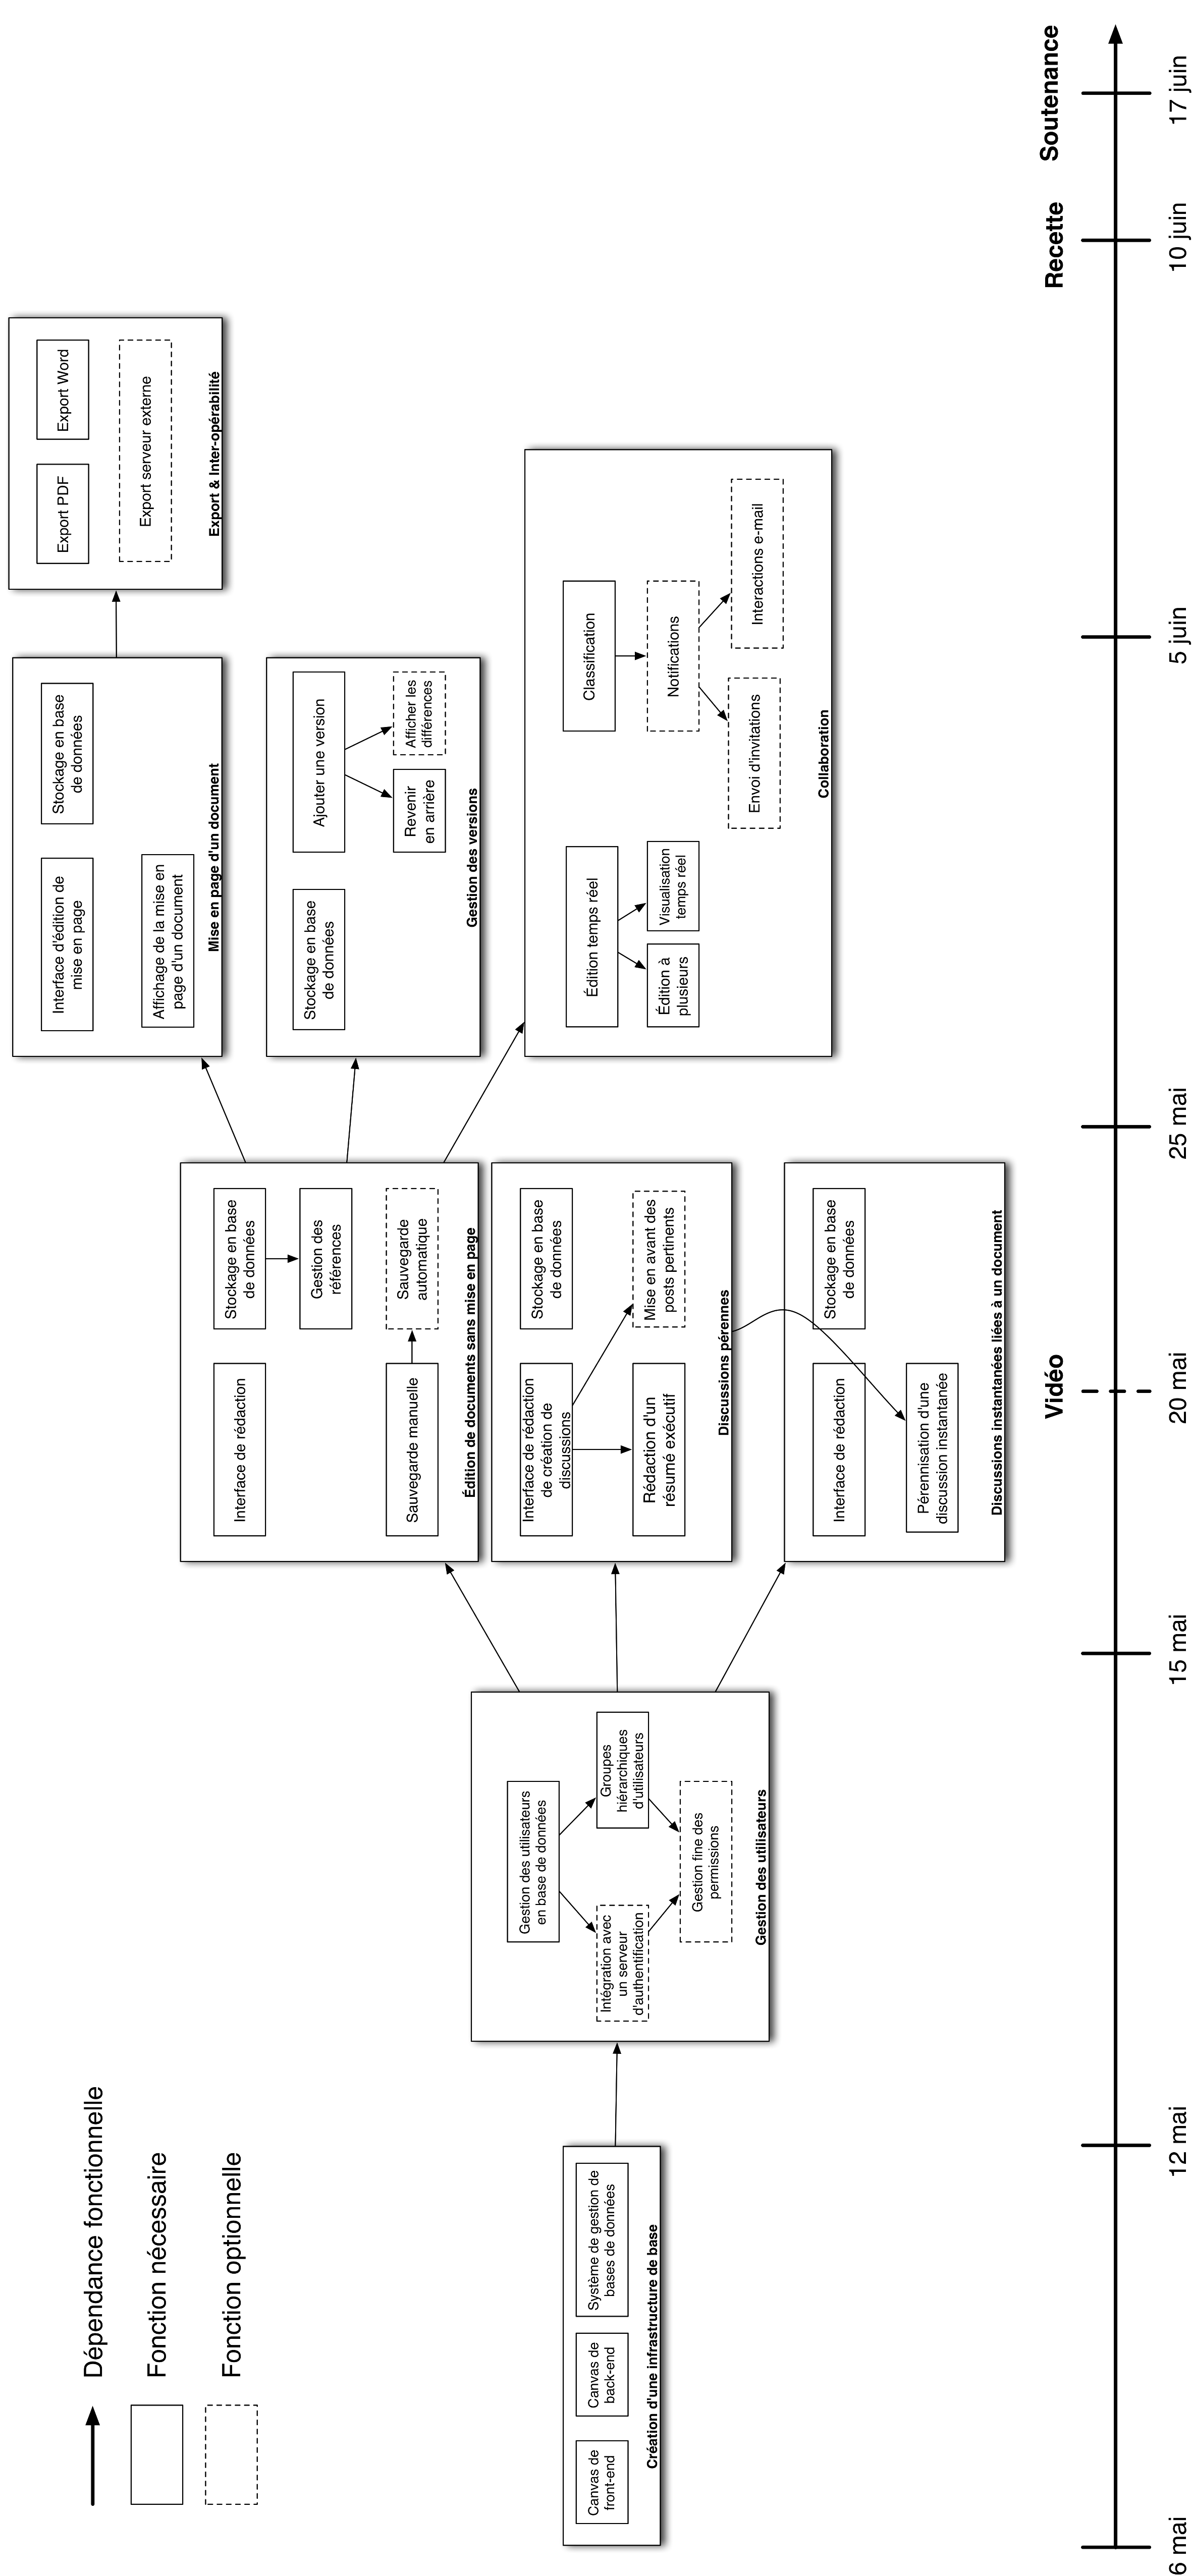 Dépendance fonctionnelle
Fonction nécessaire
Fonction optionnelle
Canvas de
front-end
Canvas de
back-end
Système de gestion de
bases de données
Création d'une infrastructure de base
Gestion des utilisateurs
en base de données
Intégration avec
un serveur
d'authentification
Groupes
hiérarchiques
d'utilisateurs
Gestion fine des
permissions
Gestion des utilisateurs
Interface de rédaction
Stockage en base
de données
Gestion des
références
Sauvegarde manuelle
Sauvegarde
automatique
Édition de documents sans mise en page
Interface de rédaction
de création de
discussions
Stockage en base
de données
Rédaction d'un
résumé exécutif
Mise en avant des
posts pertinents
Discussions pérennes
Interface de rédaction
Stockage en base
de données
Pérennisation d'une
discussion instantanée
Discussions instantanées liées à un document
Interface d'édition de
mise en page
Stockage en base
de données
Affichage de la mise en
page d'un document
Mise en page d'un document
Stockage en base
de données
Ajouter une version
Revenir
en arrière
Afficher les
différences
Gestion des versions
Édition temps réel
Édition à
plusieurs
Visualisation
temps réel
Classification
Notifications
Envoi d'invitations
Interactions e-mail
Collaboration
Export PDF
Export Word
Export serveur externe
Export & Inter-opérabilité
Vidéo
Recette
Soutenance
6 mai
12 mai
15 mai
20 mai
25 mai
5 juin
10 juin
17 juin